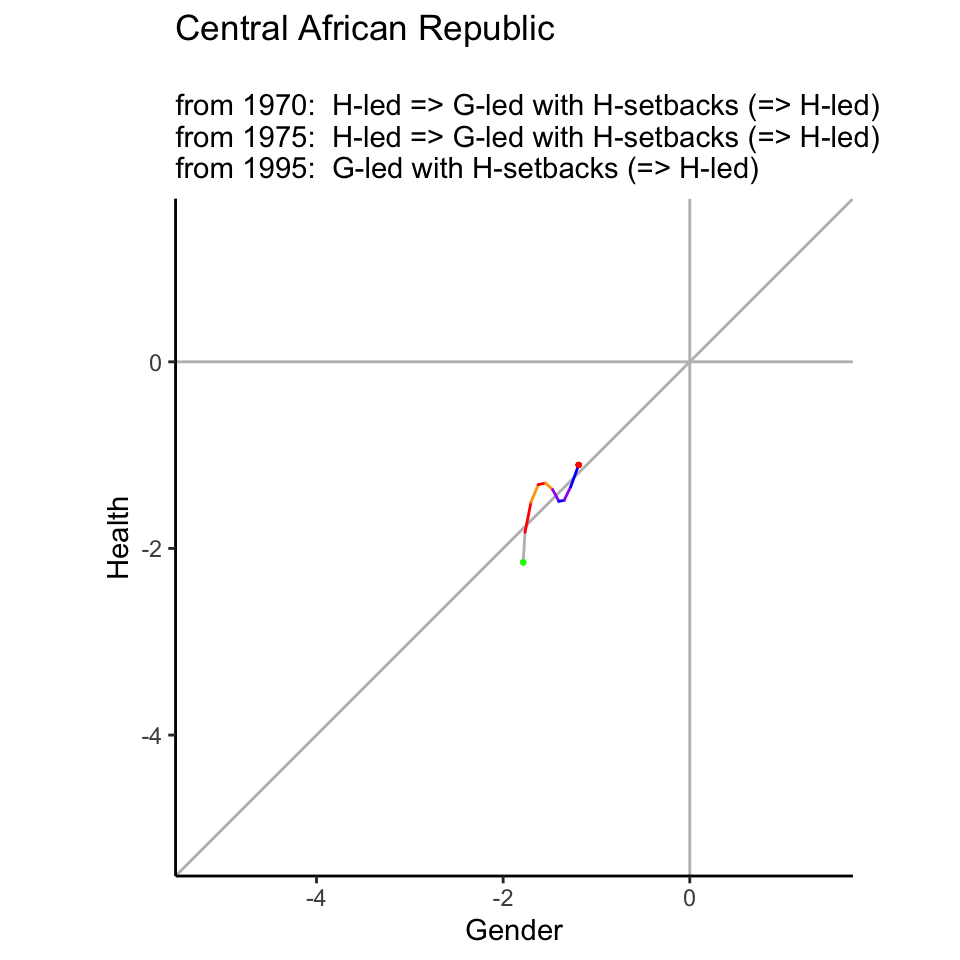 Central African Republic
from 1970:  H-led => G-led with H-setbacks (=> H-led)
from 1975:  H-led => G-led with H-setbacks (=> H-led)
from 1995:  G-led with H-setbacks (=> H-led)
0
-2
-4
Health
-4
-2
0
Gender